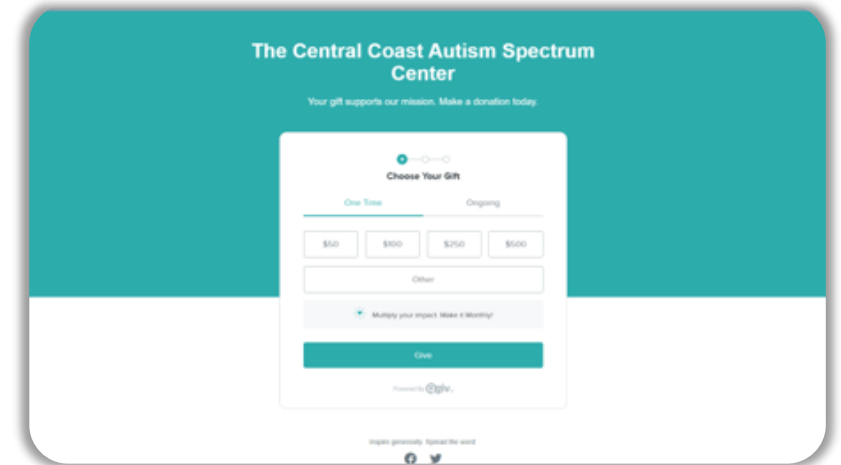 The Central Coast Autism Spectrum
Center
Your gift supports our mission. Make a donation today.
Choose Your Gift
One Time Ongoing
$50 $100 $250 $500
Other
Multiply your impact. Make it Monthly!
Give
Powered By Qgiv.
Inspire generosity. Spread the word